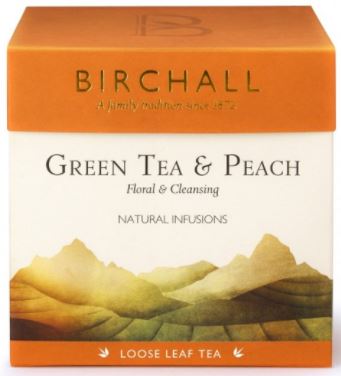 BIRCHALL
A family tradition since 1872
GREEN TEA & PEACH
Floral & Cleansing
NATURAL INFUSIONS
LOOSE LEAF TEA